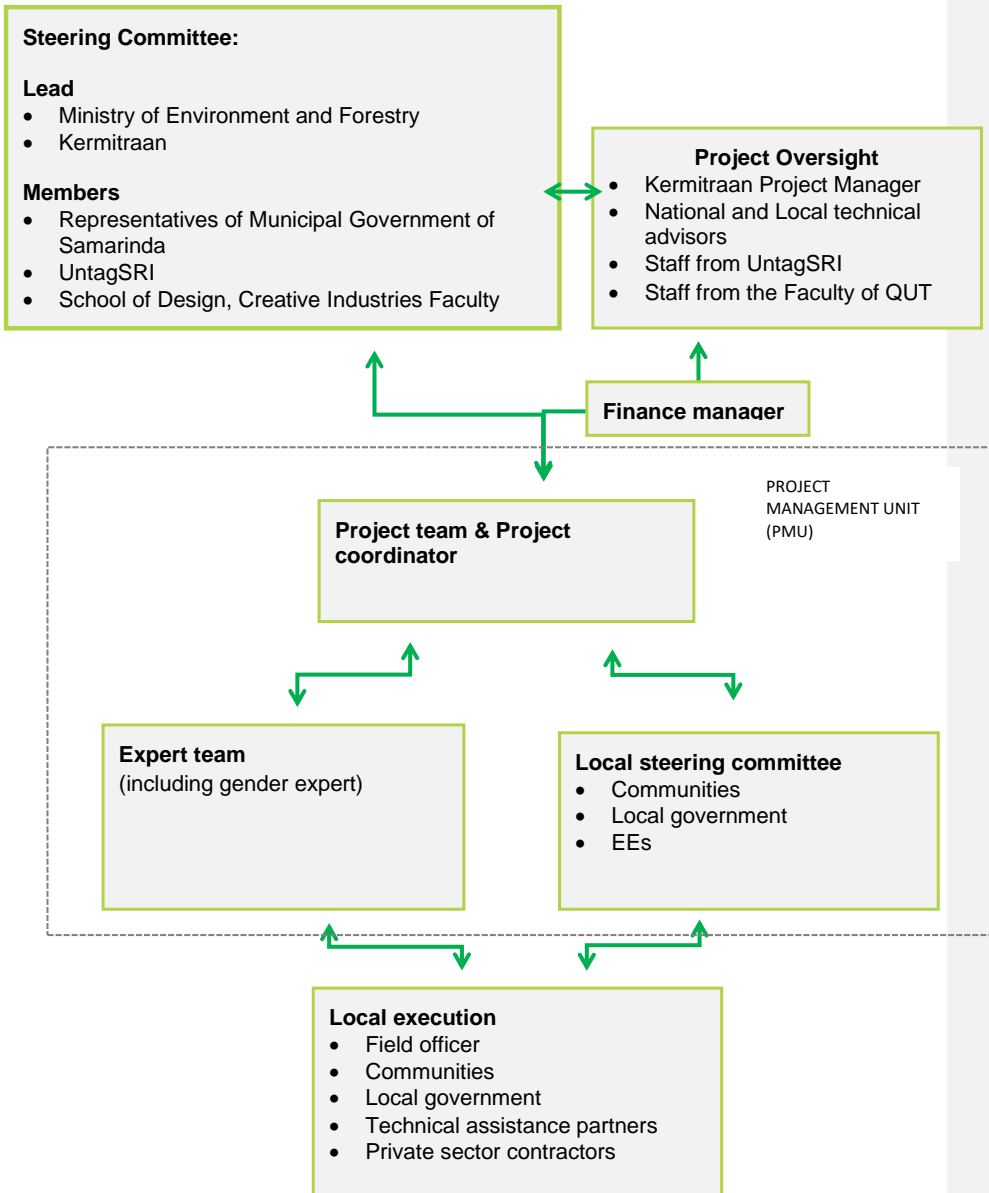 Steering Committee:
Lead
• Ministry of Environment and Forestry
• Kermitraan
Members
• Representatives of Municipal Government of
Samarinda
• UntagSRI
• School of Design, Creative Industries Faculty
Project Oversight
• Kermitraan Project Manager
• National and Local technical
advisors
• Staff from UntagSRI
• Staff from the Faculty of QUT
Finance manager
PROJECT
MANAGEMENT UNIT
(PMU)
Project team & Project
coordinator
Expert team
(including gender expert)
Local steering committee
• Communities
• Local government
• EEs
Local execution
• Field officer
• Communities
• Local government
• Technical assistance partners
• Private sector contractors